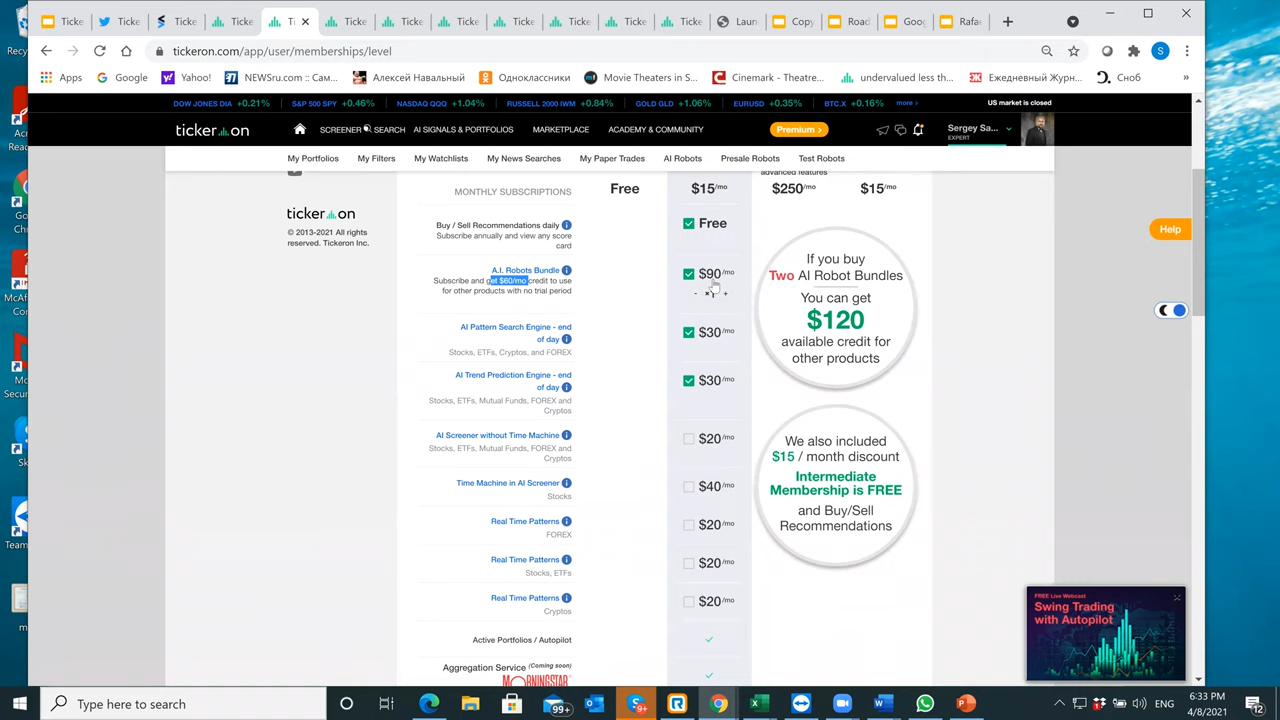 Ticke
Ticke
Ticke
Ti
Ticke
Ticke
Ticke
Ticke
Ticke
Ticke
Laun
Copy
Road
Goog
Rafa
tickeron.com/app/user/memberships/level
S
Apps
Google
Yahoo!
NEWSru.com :: Сам...
Алексей Навальный
Одноклассники
Movie Theaters in S...
Cinemark - Theatre...
undervalued less th...
Ежедневный Журн...
Сноб
»
DOW JONES DIA +0.21%
S&P 500 SPY +0.46%
NASDAQ QQQ +1.04%
RUSSELL 2000 IWM +0.84%
GOLD GLD +1.06%
EURUSD +0.35%
BTC.X +0.16%
more ›
US market is closed
tickeron
SCREENER
SEARCH
AI SIGNALS & PORTFOLIOS
MARKETPLACE
ACADEMY & COMMUNITY
Premium ›
Sergey Sa...
EXPERT
My Portfolios
My Filters
My Watchlists
My News Searches
My Paper Trades
AI Robots
Presale Robots
Test Robots
advanced features
MONTHLY SUBSCRIPTIONS
Free
$15/mo
$250/mo
$15/mo
tickeron
© 2013-2021 Tickeron Inc.
reserved. Tickeron Inc.
Buy / Sell Recommendations daily
Subscribe annually and view any score
card
Free
A.I. Robots Bundle
Subscribe and get $60/mo credit to use
for other products with no trial period
$90/mo
- x1 +
AI Pattern Search Engine - end
of day
Stocks, ETFs, Cryptos, and FOREX
$30/mo
AI Trend Prediction Engine - end
of day
Stocks, ETFs, Mutual Funds, FOREX and
Cryptos
$30/mo
AI Screener without Time Machine
Stocks, ETFs, Mutual Funds, FOREX and
Cryptos
$20/mo
Time Machine in AI Screener
Stocks
$40/mo
Real Time Patterns
FOREX
$20/mo
Real Time Patterns
Stocks, ETFs
$20/mo
Real Time Patterns
Cryptos
$20/mo
Active Portfolios / Autopilot
Aggregation Service (Coming soon)
MORNINGSTAR
If you buy
Two AI Robot Bundles
You can get
$120
available credit for
other products
We also included
$15 / month discount
Intermediate
Membership is FREE
and Buy/Sell
Recommendations
Help
FREE Live Webcast
Swing Trading
with Autopilot
Type here to search
99+
9+
6:33 PM
4/8/2021
12